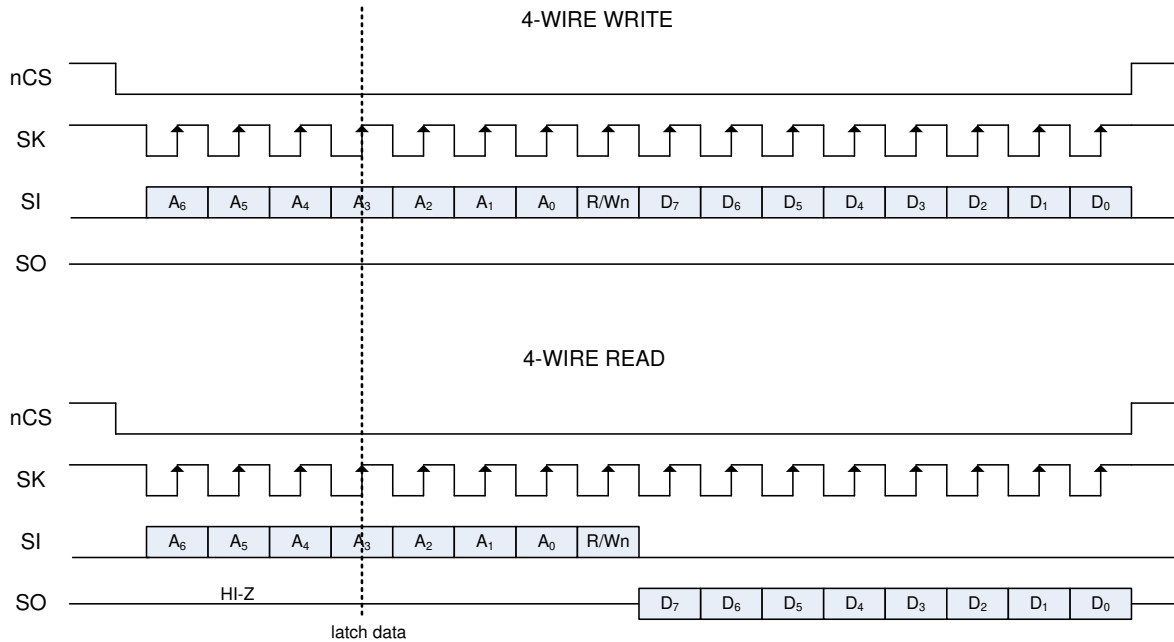 4-WIRE WRITE
nCS
SK
SI A₆ A₅ A₄ A₃ A₂ A₁ A₀ R/Wn D₇ D₆ D₅ D₄ D₃ D₂ D₁ D₀
SO
4-WIRE READ
nCS
SK
SI A₆ A₅ A₄ A₃ A₂ A₁ A₀ R/Wn
SO HI-Z D₇ D₆ D₅ D₄ D₃ D₂ D₁ D₀
latch data